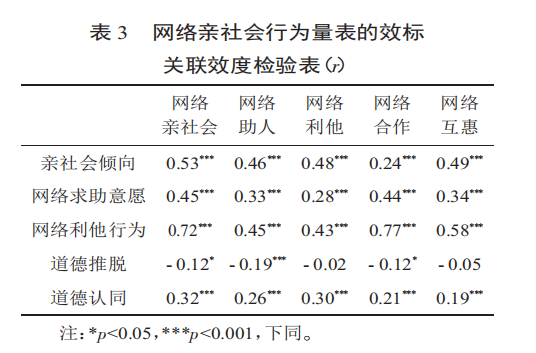 表 3 网络亲社会行为量表的效标
关联效度检验表(r)
网络 网络 网络 网络 网络
亲社会 助人 利他 合作 互惠
亲社会倾向 0.53*** 0.46*** 0.48*** 0.24*** 0.49***
网络求助意愿 0.45*** 0.33*** 0.28*** 0.44*** 0.34***
网络利他行为 0.72*** 0.45*** 0.43*** 0.77*** 0.58***
道德推脱 - 0.12* - 0.19*** - 0.02 - 0.12* - 0.05
道德认同 0.32*** 0.26*** 0.30*** 0.21*** 0.19***
注:*p<0.05,***p<0.001,下同。